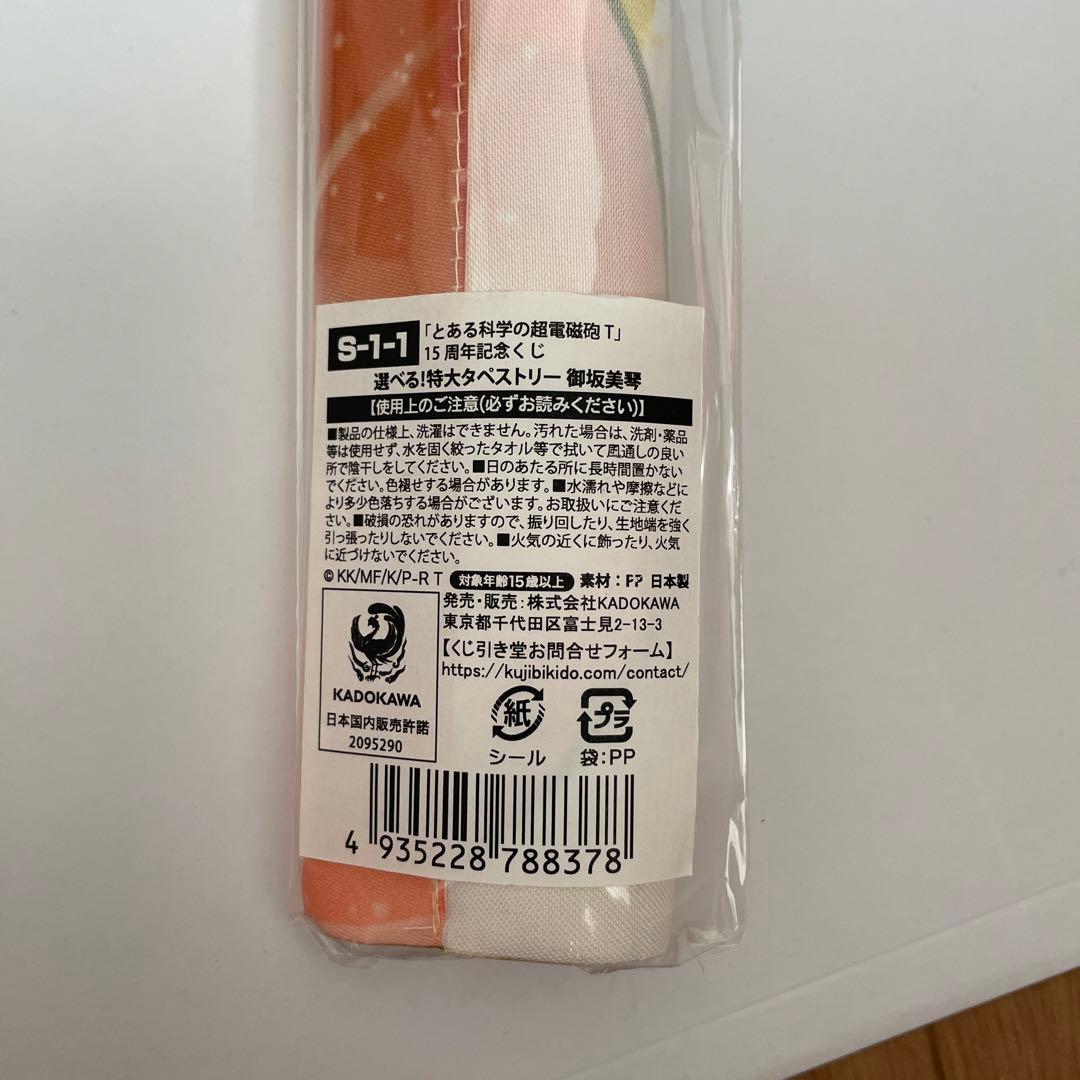 S-1-1
「とある科学の超電磁砲T」
15周年記念くじ
選べる!特大タペストリー 御坂美琴
【使用上のご注意(必ずお読みください)】
■製品の仕様上、洗濯はできません。汚れた場合は、洗剤・薬品
等は使用せず、水を固く絞ったタオル等で拭いて風通しの良い
所で陰干しをしてください。■日のあたる所に長時間置かない
でください。色褪せする場合があります。■水濡れや摩擦などに
より多少色落ちする場合がございます。お取扱いにご注意くだ
さい。■破損の恐れがありますので、振り回したり、生地端を強く
引っ張ったりしないでください。■火気の近くに飾ったり、火気
に近づけないでください。
©KK/MF/K/P-R T 対象年齢15歳以上 素材:PP 日本製
発売・販売:株式会社KADOKAWA
東京都千代田区富士見2-13-3
【くじ引き堂お問合せフォーム】
https://kujibikido.com/contact/
KADOKAWA
日本国内販売許諾
2095290
紙 プラ
シール 袋:PP
4 935228 788378